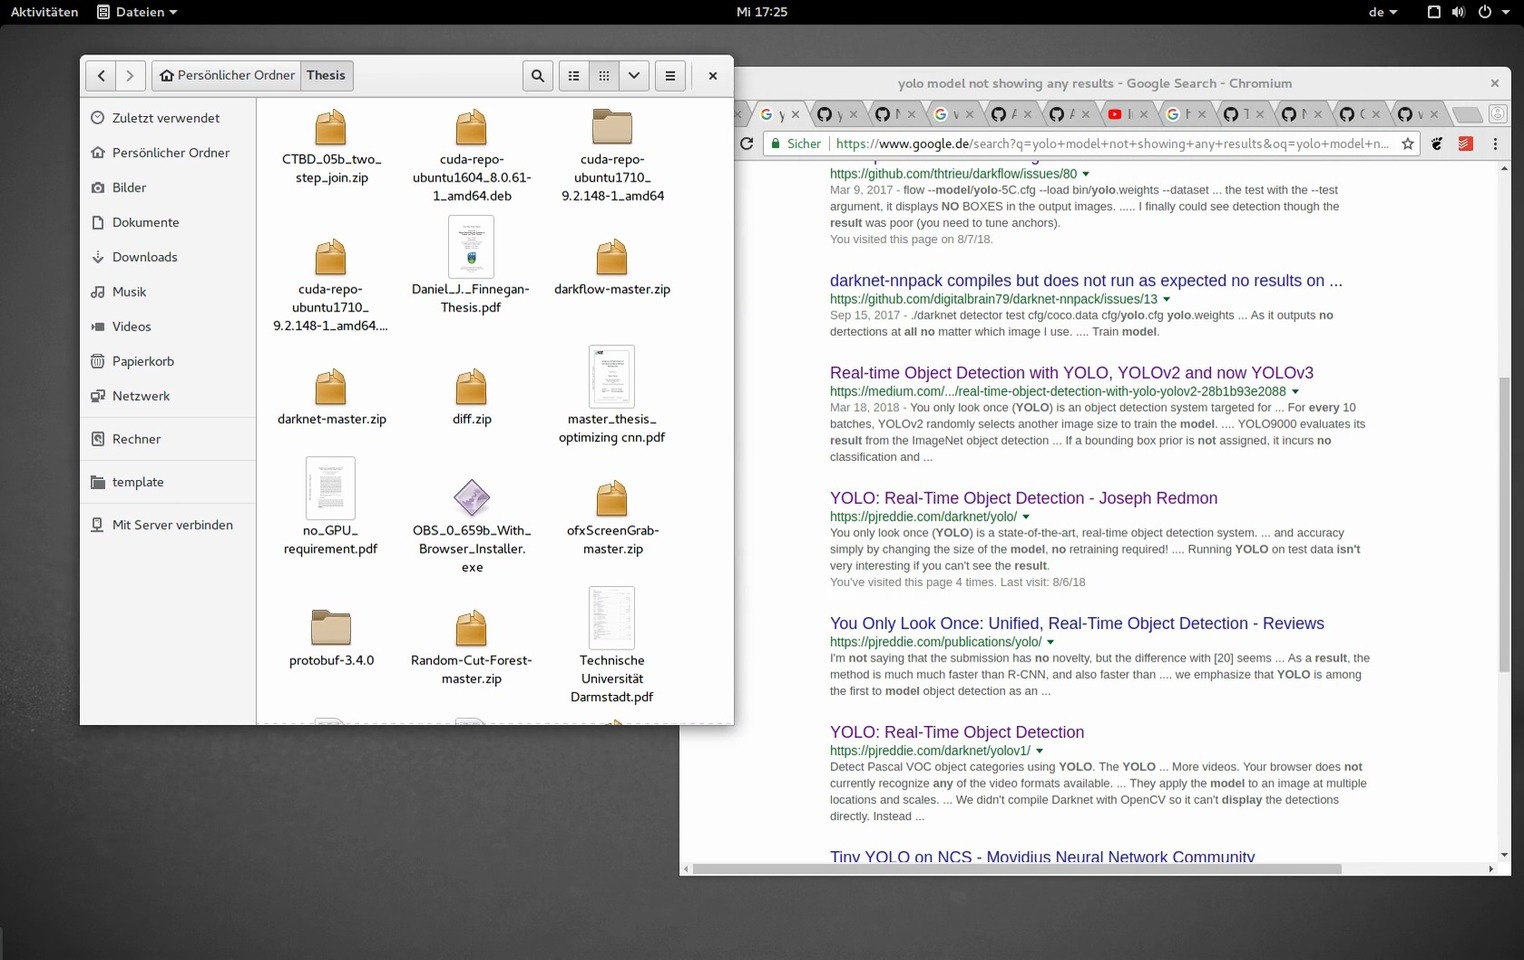 Aktivitäten
Dateien
Mi 17:25
de
Persönlicher Ordner
Thesis
Zuletzt verwendet
Persönlicher Ordner
Bilder
Dokumente
Downloads
Musik
Videos
Papierkorb
Netzwerk
Rechner
template
Mit Server verbinden
CTBD_05b_two_
step_join.zip
cuda-repo-
ubuntu1604_8.0.61-
1_amd64.deb
cuda-repo-
ubuntu1710_
9.2.148-1_amd64
cuda-repo-
ubuntu1710_
9.2.148-1_amd64....
Daniel_J._Finnegan-
Thesis.pdf
darkflow-master.zip
darknet-master.zip
diff.zip
master_thesis_
optimizing cnn.pdf
no_GPU_
requirement.pdf
OBS_0_659b_With_
Browser_Installer.
exe
ofxScreenGrab-
master.zip
protobuf-3.4.0
Random-Cut-Forest-
master.zip
Technische
Universität
Darmstadt.pdf
yolo model not showing any results - Google Search - Chromium
Sicher
https://www.google.de/search?q=yolo+model+not+showing+any+results&oq=yolo+model+n...
https://github.com/thtrieu/darkflow/issues/80
Mar 9, 2017 - flow --model/yolo-5C.cfg --load bin/yolo.weights --dataset ... the test with the --test
argument, it displays NO BOXES in the output images. ..... I finally could see detection though the
result was poor (you need to tune anchors).
You visited this page on 8/7/18.
darknet-nnpack compiles but does not run as expected no results on ...
https://github.com/digitalbrain79/darknet-nnpack/issues/13
Sep 15, 2017 - ./darknet detector test cfg/coco.data cfg/yolo.cfg yolo.weights ... As it outputs no
dertections at all no matter which image I use. .... Train model.
Real-time Object Detection with YOLO, YOLOv2 and now YOLOv3
https://medium.com/.../real-time-object-detection-with-yolo-yolov2-28b1b93e2088
Mar 18, 2018 - You only look once (YOLO) is an object detection system targeted for ... For every 10
batches, YOLOv2 randomly selects another image size to train the model. .... YOLO9000 evaluates its
result from the ImageNet object detection ... If a bounding box prior is not assigned, it incurs no
classification and ...
YOLO: Real-Time Object Detection - Joseph Redmon
https://pjreddie.com/darknet/yolo/
You only look once (YOLO) is a state-of-the-art, real-time object detection system. ... and accuracy
simply by changing the size of the model, no retraining required! .... Running YOLO on test data isn't
very interesting if you can't see the result.
You've visited this page 4 times. Last visit: 8/6/18
You Only Look Once: Unified, Real-Time Object Detection - Reviews
https://pjreddie.com/publications/yolo/
I'm not saying that the submission has no novelty, but the difference with [20] seems ... As a result, the
method is much much faster than R-CNN, and also faster than .... we emphasize that YOLO is among
the first to model object detection as an ...
YOLO: Real-Time Object Detection
https://pjreddie.com/darknet/yolov1/
Detect Pascal VOC object categories using YOLO. The YOLO ... More videos. Your browser does not
currently recognize any of the video formats available. ... They apply the model to an image at multiple
locations and scales. ... We didn't compile Darknet with OpenCV so it can't display the detections
directly. Instead ...
Tiny YOLO on NCS - Movidius Neural Network Community